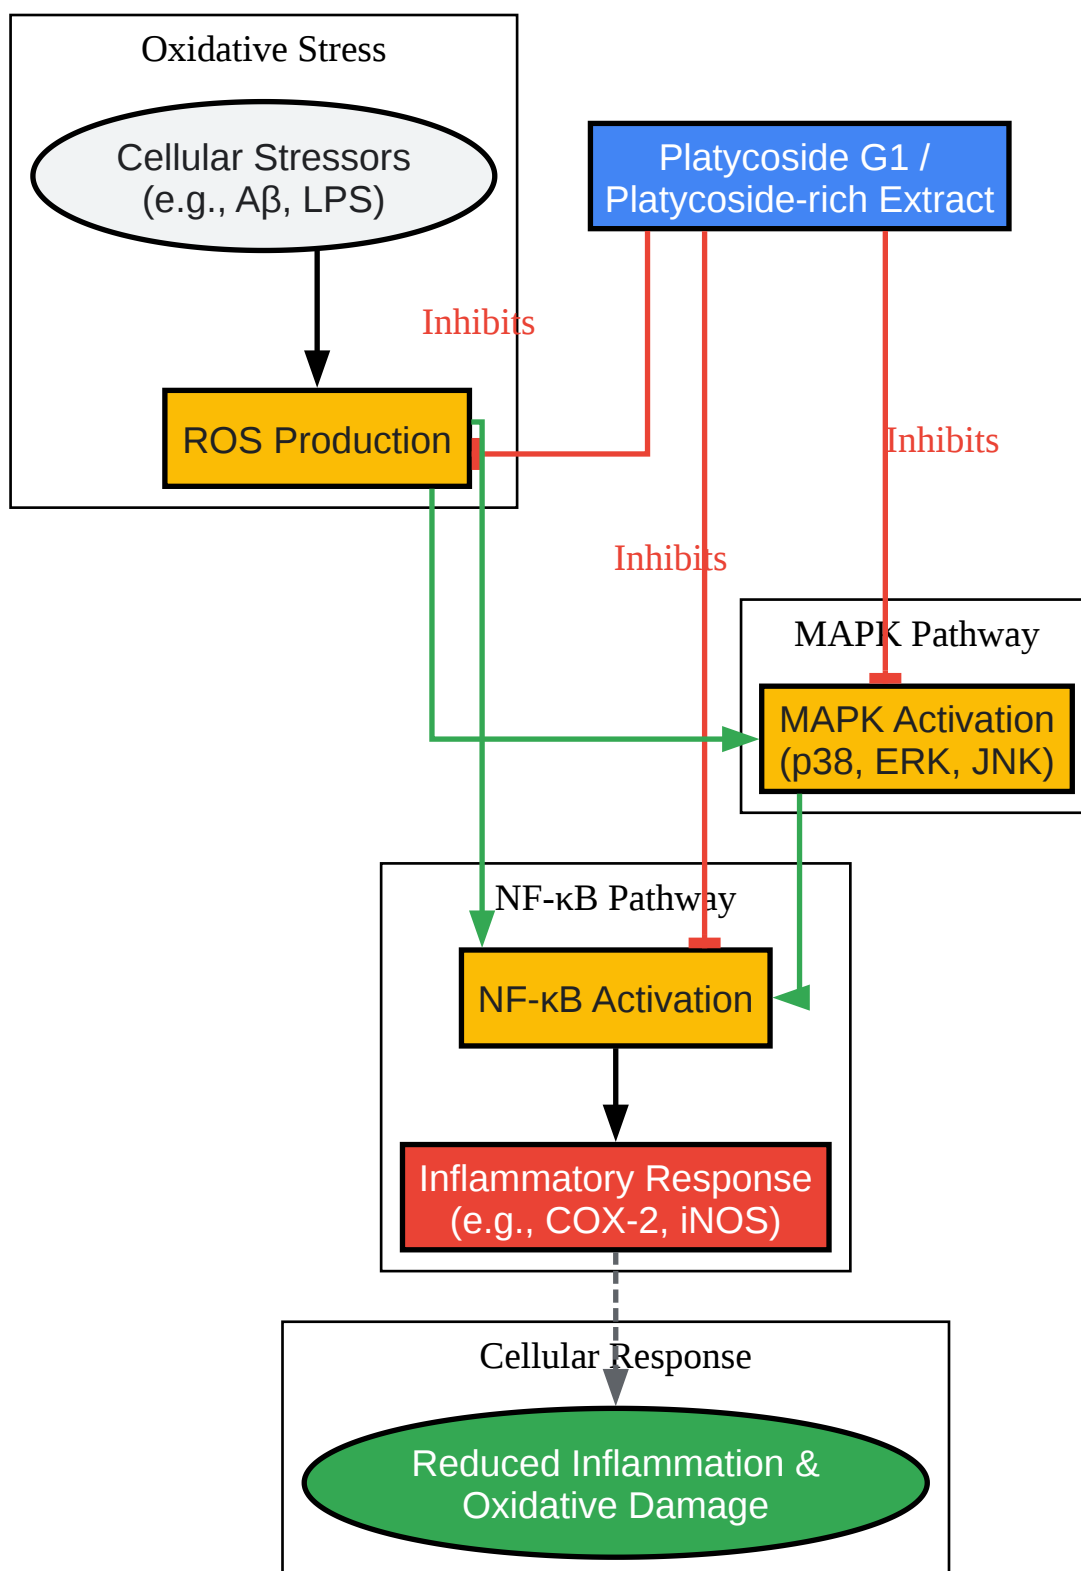 Oxidative Stress
Cellular Stressors
(e.g., Aβ, LPS)
Platycoside G1 /
Platycoside-rich Extract
Inhibits
ROS Production
Inhibits
Inhibits
MAPK Pathway
MAPK Activation
(p38, ERK, JNK)
NF-κB Pathway
NF-κB Activation
Inflammatory Response
(e.g., COX-2, iNOS)
Cellular Response
Reduced Inflammation &
Oxidative Damage